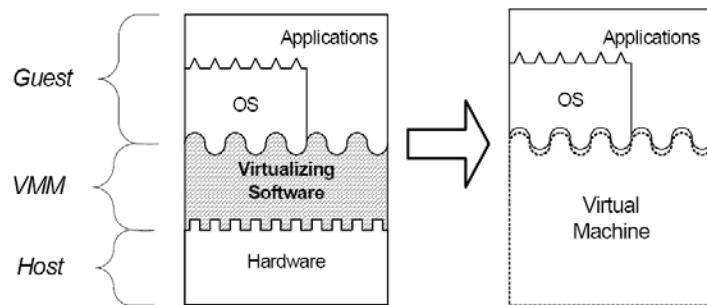 Guest
VMM
Host
Applications
OS
Virtualizing
Software
Hardware
Applications
OS
Virtual
Machine